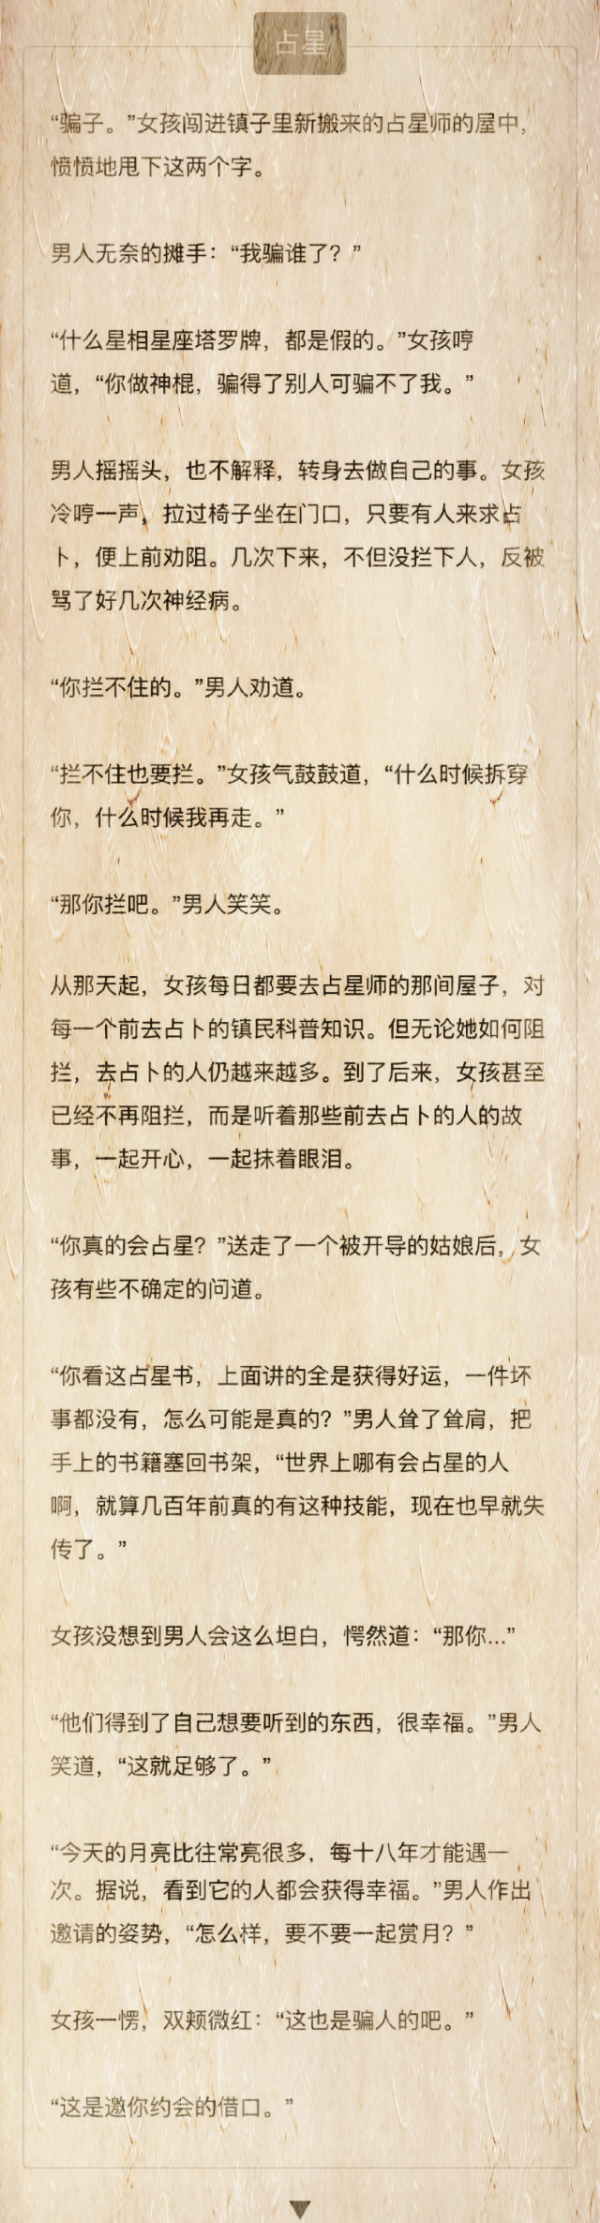 占星
“骗子。”女孩闯进镇子里新搬来的占星师的屋中，
愤愤地甩下这两个字。
男人无奈的摊手：“我骗谁了？”
“什么星相星座塔罗牌，都是假的。”女孩哼
道，“你做神棍，骗得了别人可骗不了我。”
男人摇摇头，也不解释，转身去做自己的事。女孩
冷哼一声，拉过椅子坐在门口，只要有人来求占
卜，便上前劝阻。几次下来，不但没拦下人，反被
骂了好几次神经病。
“你拦不住的。”男人劝道。
“拦不住也要拦。”女孩气鼓鼓道，“什么时候拆穿
你，什么时候我再走。”
“那你拦吧。”男人笑笑。
从那天起，女孩每日都要去占星师的那间屋子，对
每一个前去占卜的镇民科普知识。但无论她如何阻
拦，去占卜的人仍越来越多。到了后来，女孩甚至
已经不再阻拦，而是听着那些前去占卜的人的故
事，一起开心，一起抹着眼泪。
“你真的会占星？”送走了一个被开导的姑娘后，女
孩有些不确定的问道。
“你看这占星书，上面讲的全是获得好运，一件坏
事都没有，怎么可能是真的？”男人耸了耸肩，把
手上的书籍塞回书架，“世界上哪有会占星的人
啊，就算几百年前真的有这种技能，现在也早就失
传了。”
女孩没想到男人会这么坦白，愕然道：“那你...”
“他们得到了自己想要听到的东西，很幸福。”男人
笑道，“这就足够了。”
“今天的月亮比往常亮很多，每十八年才能遇一
次。据说，看到它的人都会获得幸福。”男人作出
邀请的姿势，“怎么样，要不要一起赏月？”
女孩一愣，双颊微红：“这也是骗人的吧。”
“这是邀你约会的借口。”